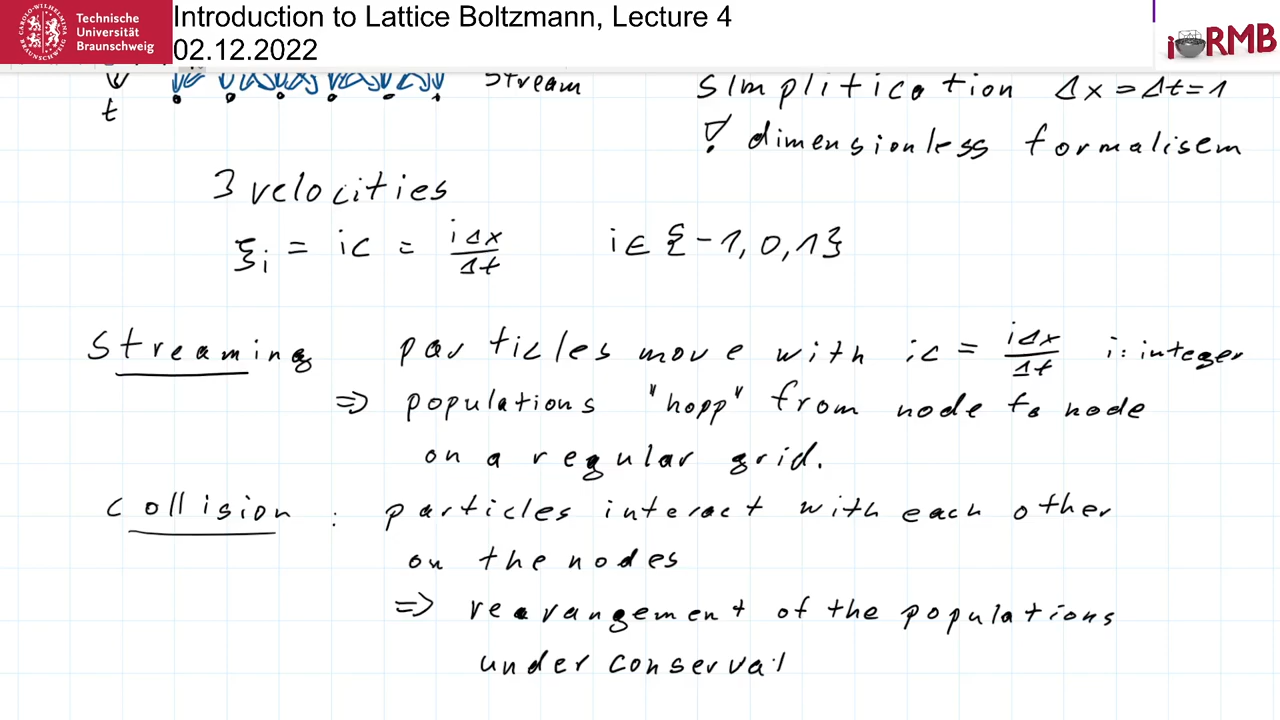 Technische
Universität
Braunschweig
Introduction to Lattice Boltzmann, Lecture 4
02.12.2022
iRMB
t
Stream
Simplification Δx = Δt = 1
! dimensionless formalisem
3 velocities
ξi = ic = iΔx/Δt i ∈ {-1, 0, 1}
Streaming particles move with ic = iΔx/Δt i: integer
⇒ populations "hopp" from node to node
on a regular grid.
Collision : particles interact with each other
on the nodes
⇒ rearangement of the populations
under conservat